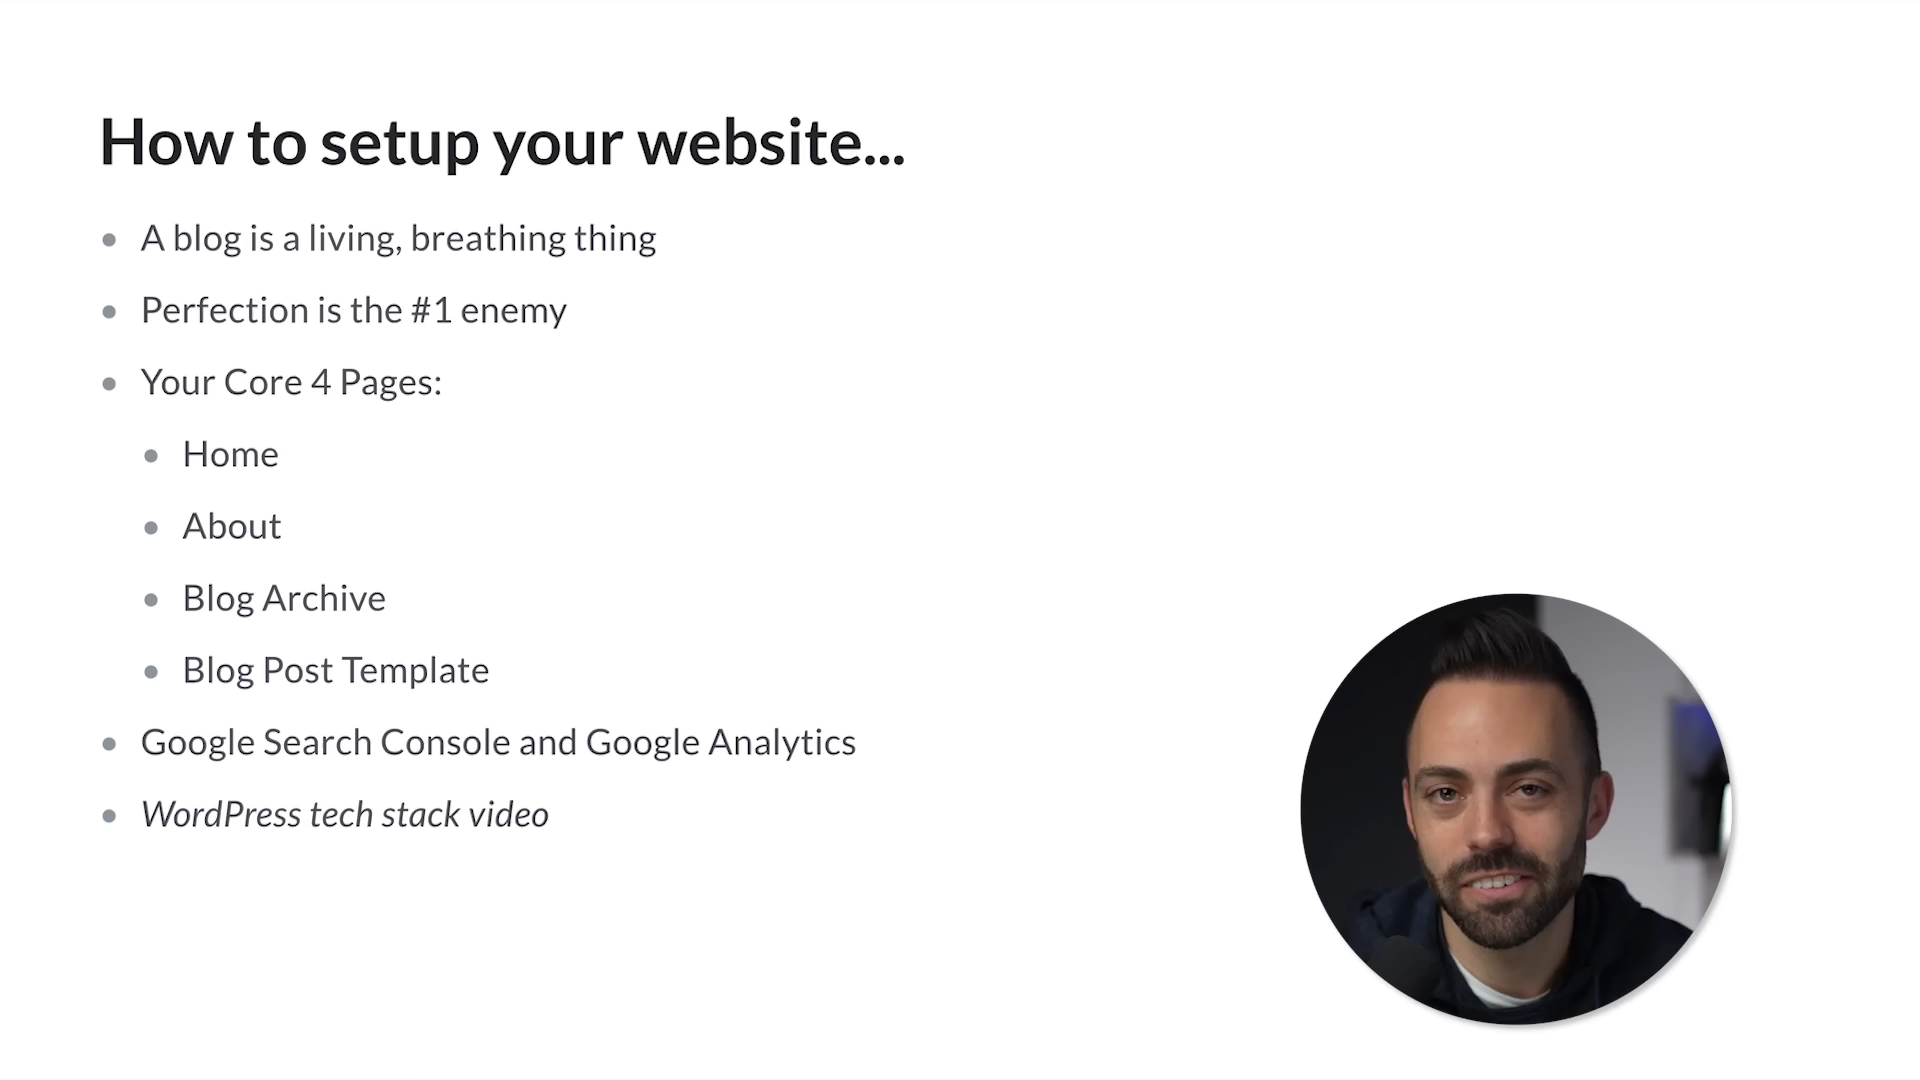 How to setup your website...
A blog is a living, breathing thing
Perfection is the #1 enemy
Your Core 4 Pages:
Home
About
Blog Archive
Blog Post Template
Google Search Console and Google Analytics
WordPress tech stack video